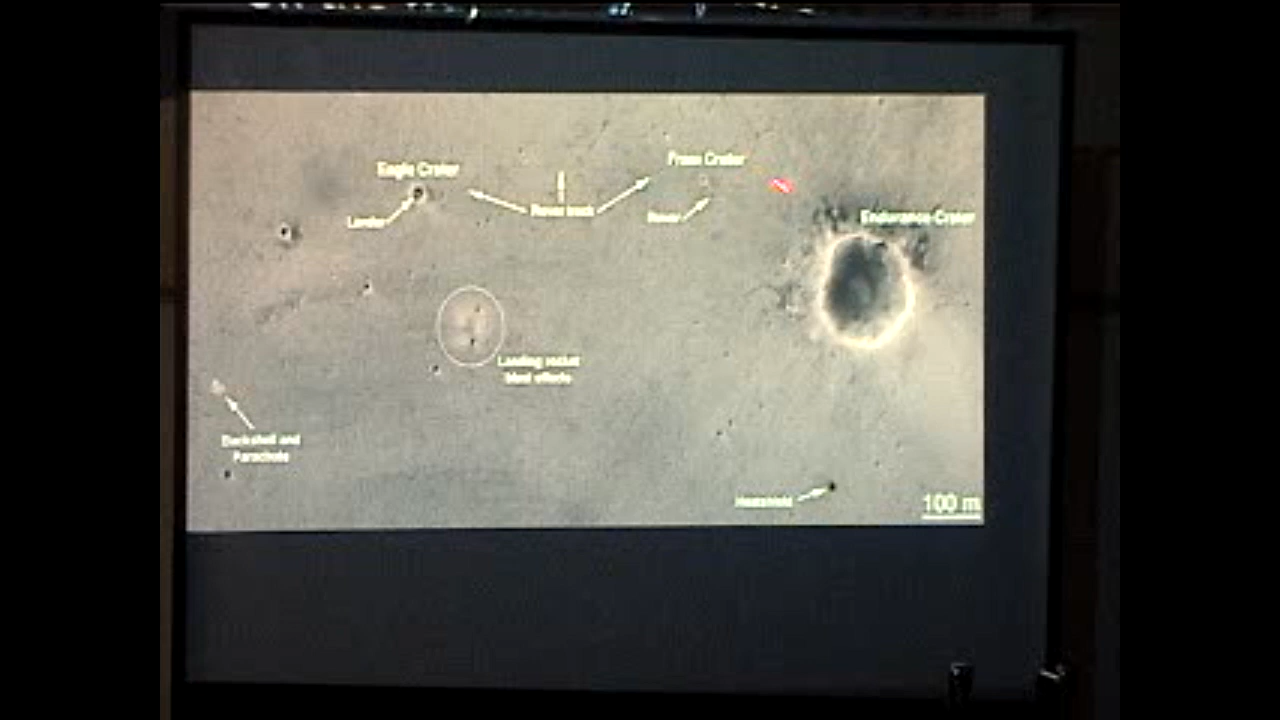 Eagle Crater
Fram Crater
Lander
Rover track
Rover
Endurance Crater
Landing rocket
blast effects
Backshell and
Parachute
Heatshield
100 m